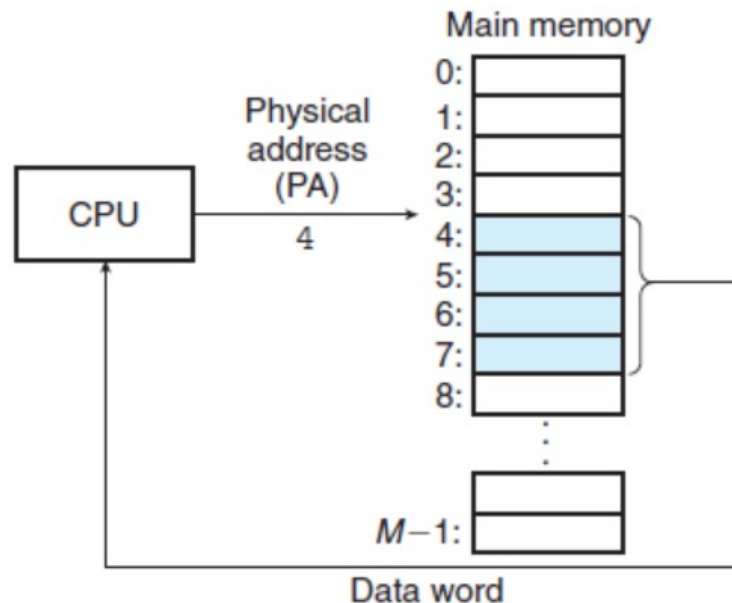 Main memory
0:
1:
Physical
address
(PA)
2:
3:
CPU
4
4:
5:
6:
7:
8:
M−1:
Data word